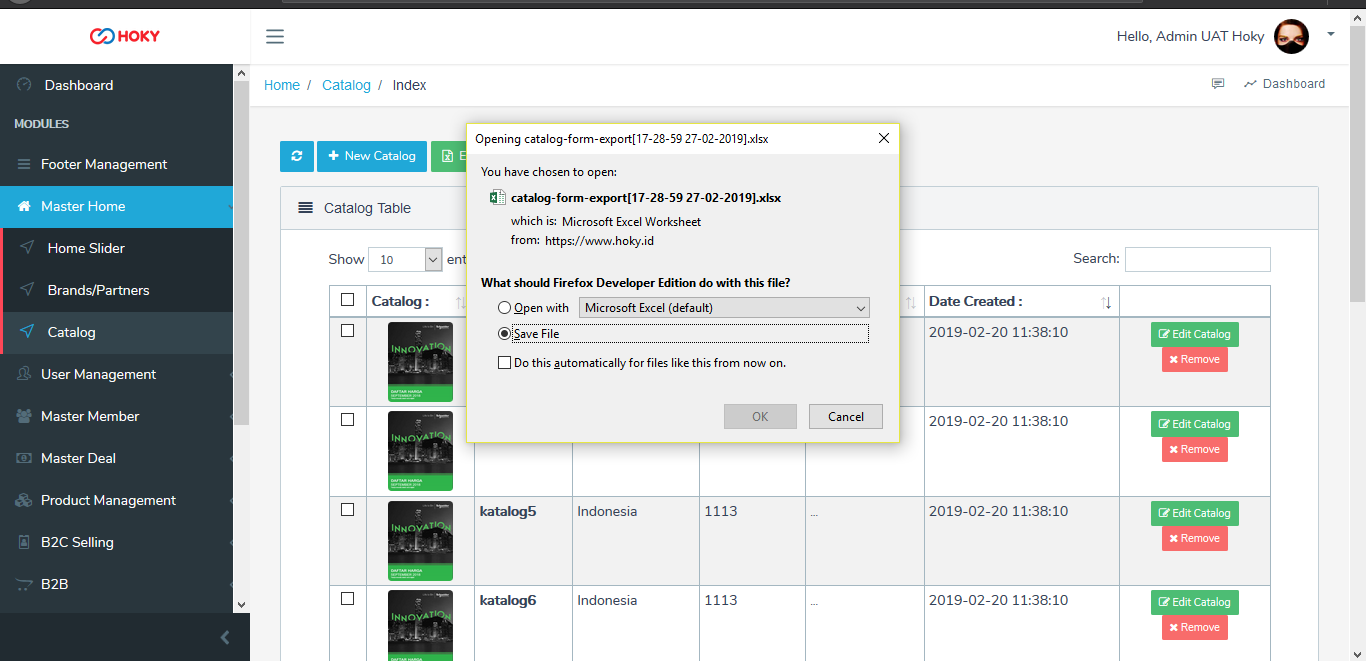 HOKY
Hello, Admin UAT Hoky
Dashboard
MODULES
Footer Management
Master Home
Home Slider
Brands/Partners
Catalog
User Management
Master Member
Master Deal
Product Management
B2C Selling
B2B
Home / Catalog / Index
Dashboard
New Catalog
E
Catalog Table
Show 10 ent
Search:
Catalog :
Date Created :
Opening catalog-form-export[17-28-59 27-02-2019].xlsx
You have chosen to open:
catalog-form-export[17-28-59 27-02-2019].xlsx
which is: Microsoft Excel Worksheet
from: https://www.hoky.id
What should Firefox Developer Edition do with this file?
Open with Microsoft Excel (default)
Save File
Do this automatically for files like this from now on.
OK Cancel
INNOVATION
DAFTAR HARGA
2019-02-20 11:38:10
Edit Catalog
Remove
INNOVATION
DAFTAR HARGA
2019-02-20 11:38:10
Edit Catalog
Remove
INNOVATION
DAFTAR HARGA
katalog5 Indonesia 1113 ... 2019-02-20 11:38:10
Edit Catalog
Remove
INNOVATION
katalog6 Indonesia 1113 ... 2019-02-20 11:38:10
Edit Catalog
Remove